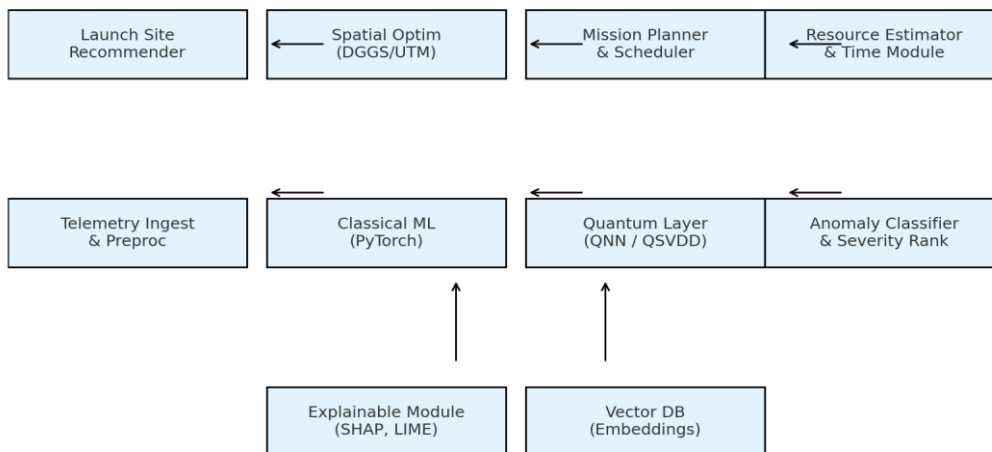 Launch Site
Recommender
Spatial Optim
(DGGS/UTM)
Mission Planner
& Scheduler
Resource Estimator
& Time Module
Telemetry Ingest
& Preproc
Classical ML
(PyTorch)
Quantum Layer
(QNN / QSVDD)
Anomaly Classifier
& Severity Rank
Explainable Module
(SHAP, LIME)
Vector DB
(Embeddings)